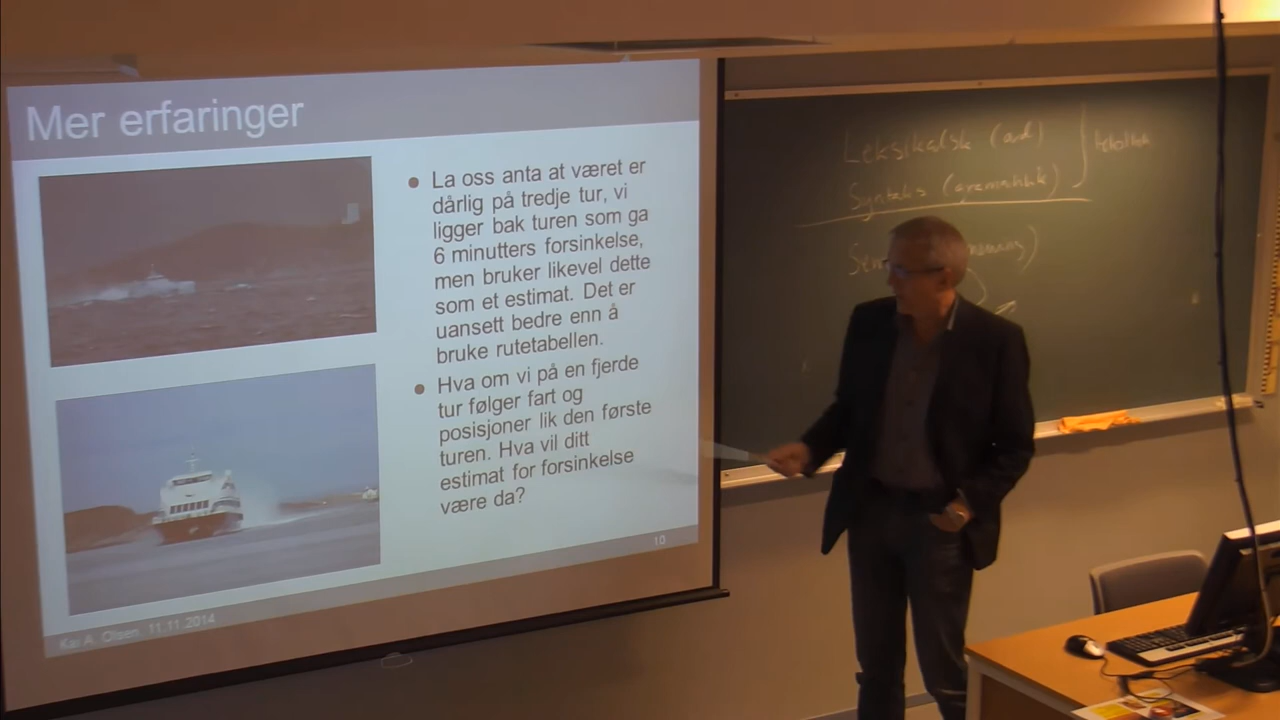 Mer erfaringer
La oss anta at været er
dårlig på tredje tur, vi
ligger bak turen som ga
6 minutters forsinkelse,
men bruker likevel dette
som et estimat. Det er
uansett bedre enn å
bruke rutetabellen.
Hva om vi på en fjerde
tur følger fart og
posisjoner lik den første
turen. Hva vil ditt
estimat for forsinkelse
være da?
10
Kai A. Olsen, 11.11.2014
Leksikalsk (ord)
Syntaks (grammatikk)